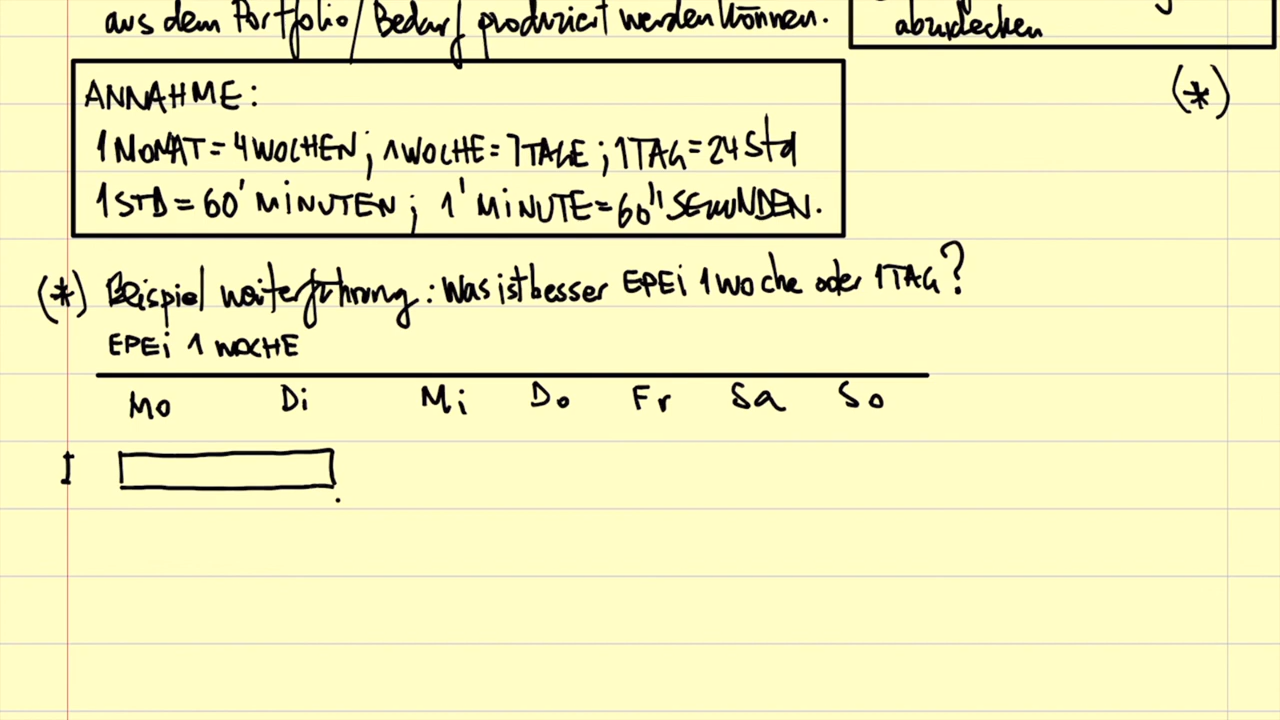 aus dem Portfolio/Bedarf produziert werden können.
abzudecken
(*)
ANNAHME:
1 MONAT = 4 WOCHEN ; 1 WOCHE = 7 TAGE ; 1 TAG = 24 Std
1 STD = 60' MINUTEN ; 1' MINUTE = 60" SEKUNDEN.
(*) Beispiel weiterführung : Was ist besser EPEi 1 Woche oder 1 TAG ?
EPEi 1 WOCHE
Mo Di Mi Do Fr Sa So
I